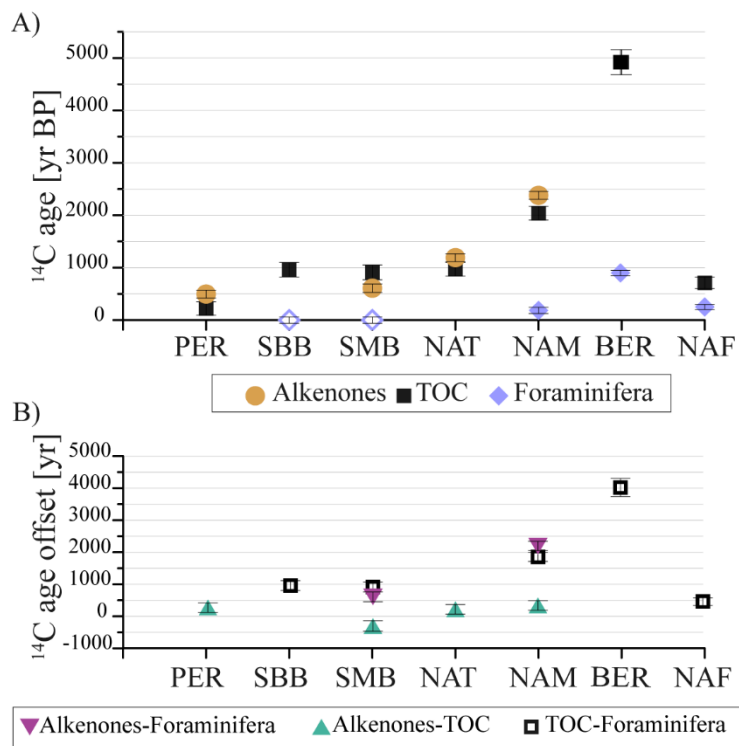 A)
14C age [yr BP]
5000
4000
3000
2000
1000
0
PER SBB SMB NAT NAM BER NAF
Alkenones TOC Foraminifera
B)
14C age offset [yr]
5000
4000
3000
2000
1000
0
-1000
PER SBB SMB NAT NAM BER NAF
Alkenones-Foraminifera Alkenones-TOC TOC-Foraminifera